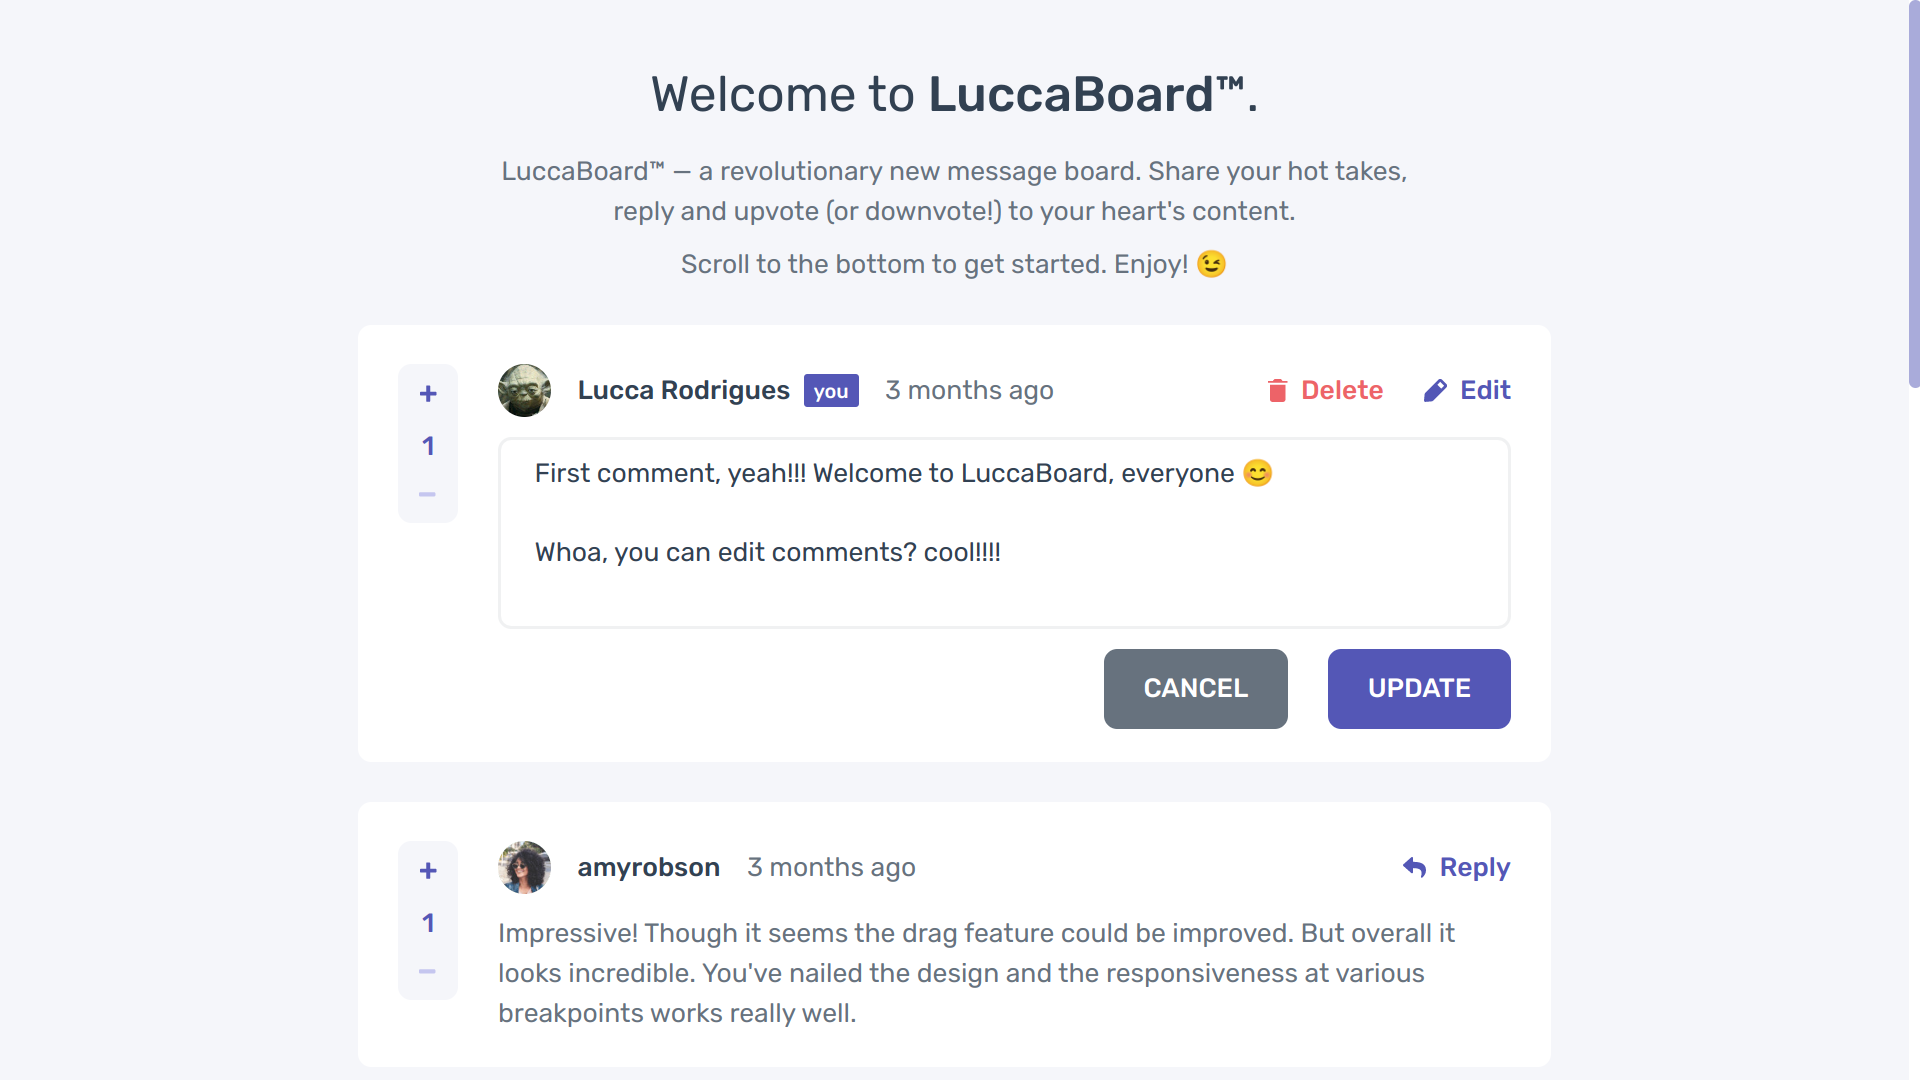 Welcome to LuccaBoard™.
LuccaBoard™ — a revolutionary new message board. Share your hot takes,
reply and upvote (or downvote!) to your heart's content.
Scroll to the bottom to get started. Enjoy! 😉
+
1
−
Lucca Rodrigues you 3 months ago Delete Edit
First comment, yeah!!! Welcome to LuccaBoard, everyone 😊
Whoa, you can edit comments? cool!!!!
CANCEL UPDATE
+
1
−
amyrobson 3 months ago Reply
Impressive! Though it seems the drag feature could be improved. But overall it
looks incredible. You've nailed the design and the responsiveness at various
breakpoints works really well.